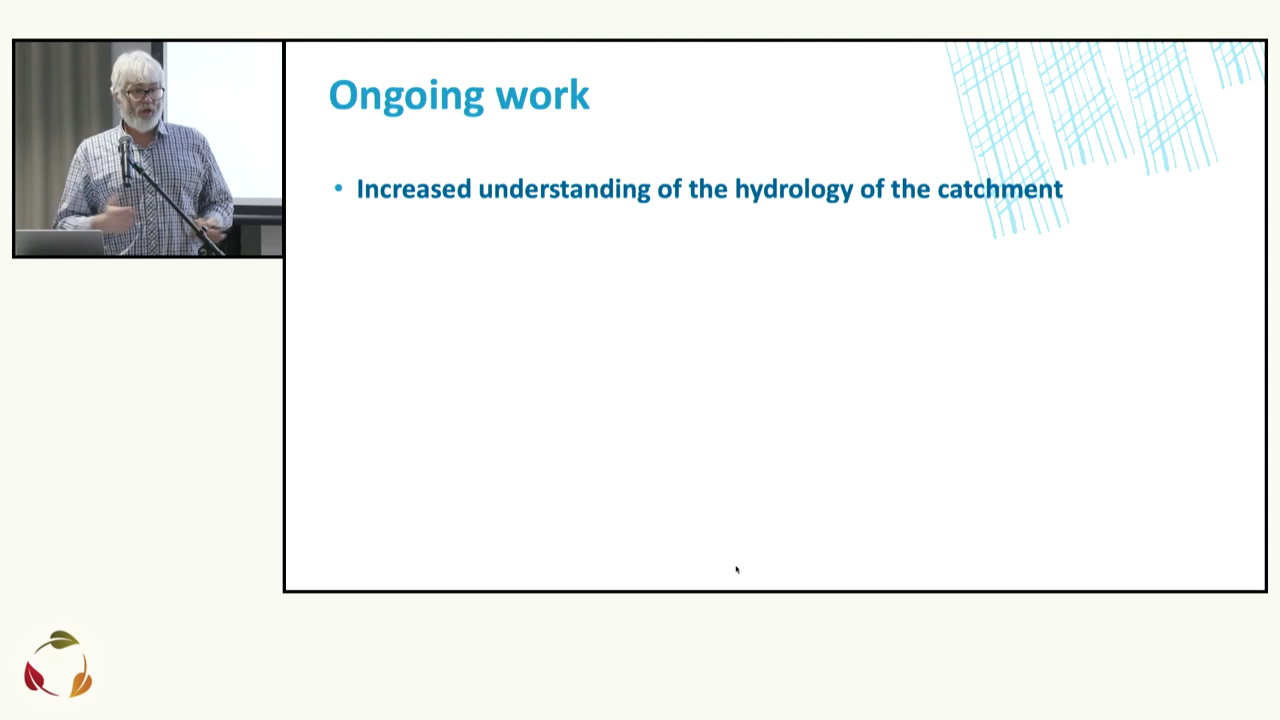 Ongoing work
• Increased understanding of the hydrology of the catchment